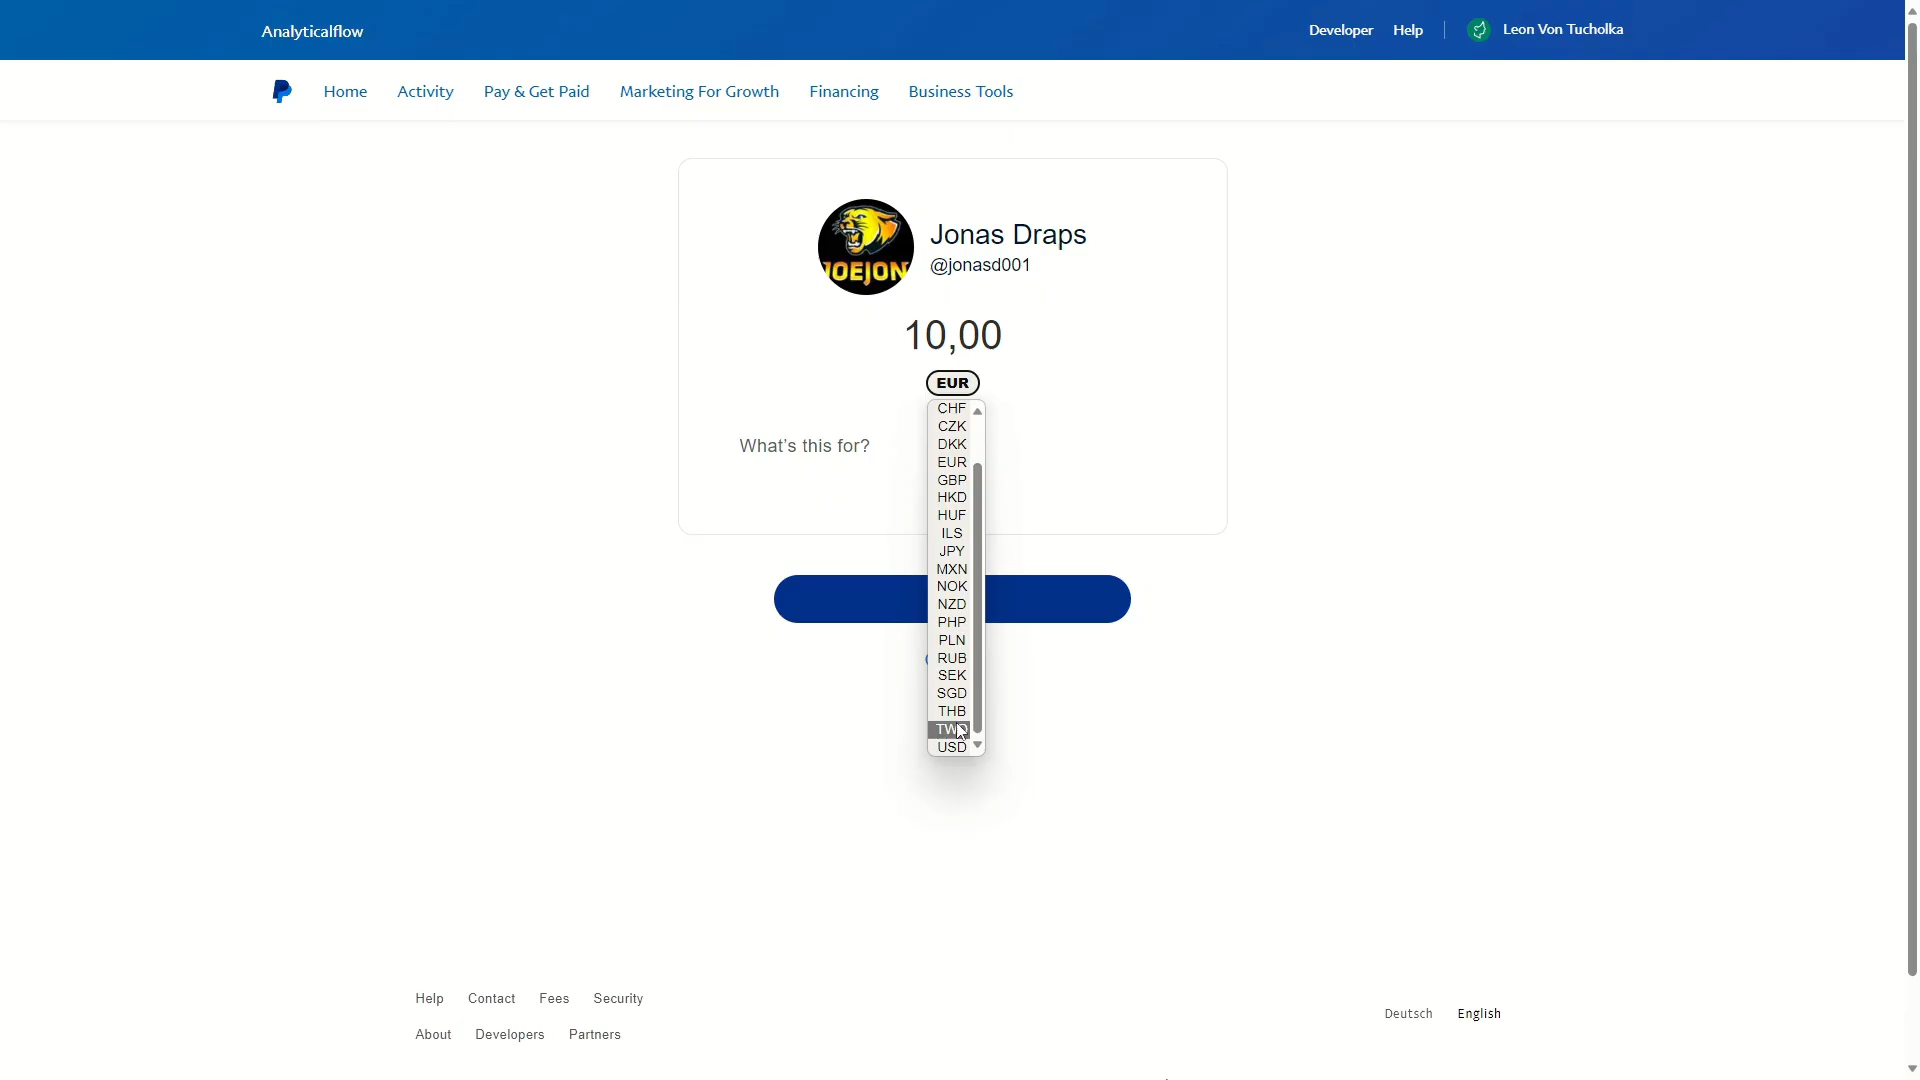 Analyticalflow
Developer Help Leon Von Tucholka
Home Activity Pay & Get Paid Marketing For Growth Financing Business Tools
JOEJON
Jonas Draps
@jonasd001
10,00
EUR
What's this for?
CHF
CZK
DKK
EUR
GBP
HKD
HUF
ILS
JPY
MXN
NOK
NZD
PHP
PLN
RUB
SEK
SGD
THB
TWD
USD
Help Contact Fees Security
About Developers Partners
Deutsch English